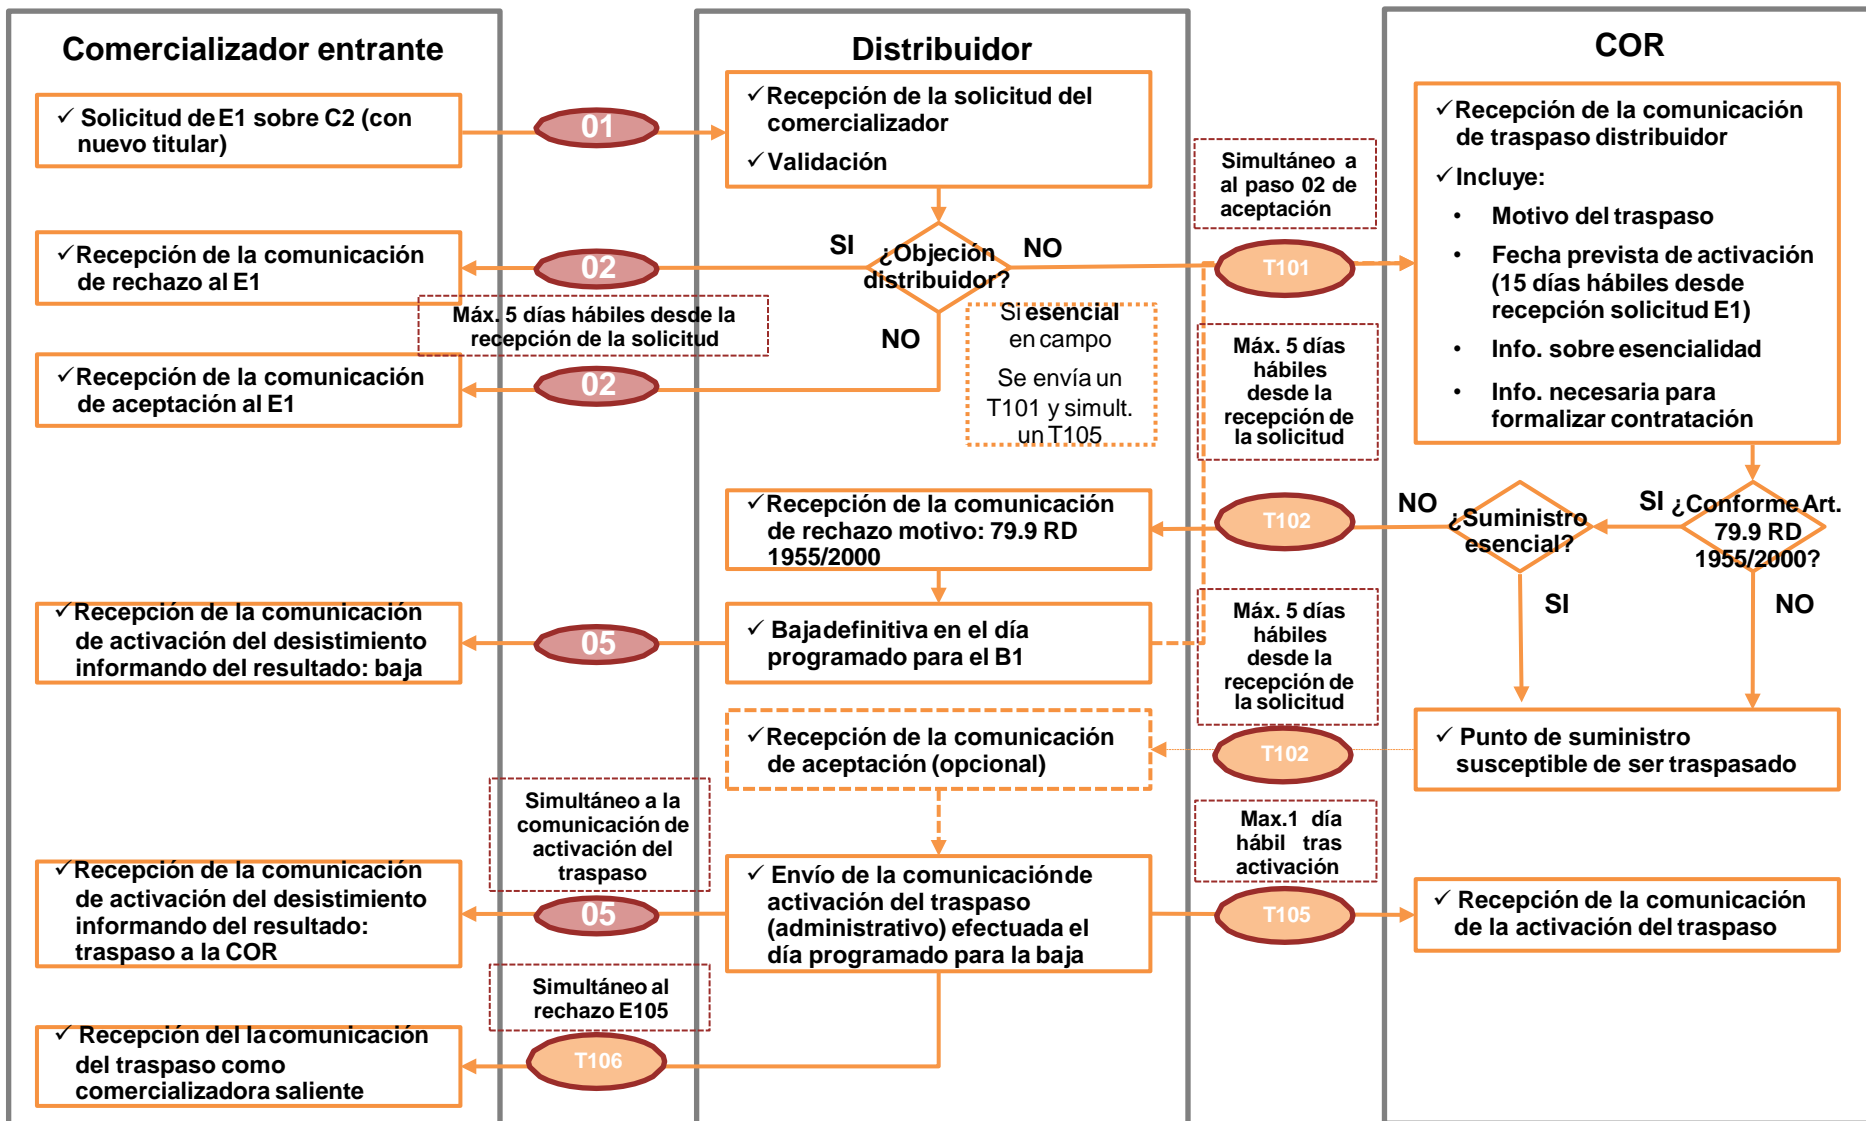 Comercializador entrante
✓ Solicitud de E1 sobre C2 (con
nuevo titular)
✓ Recepción de la comunicación
de rechazo al E1
✓ Recepción de la comunicación
de aceptación al E1
✓ Recepción de la comunicación
de activación del desistimiento
informando del resultado: baja
✓ Recepción de la comunicación
de activación del desistimiento
informando del resultado:
traspaso a la COR
✓ Recepción del la comunicación
del traspaso como
comercializadora saliente
01
02
Máx. 5 días hábiles desde la
recepción de la solicitud
02
05
Simultáneo a la
comunicación de
activación del
traspaso
05
Simultáneo al
rechazo E105
T106
Distribuidor
✓ Recepción de la solicitud del
comercializador
✓ Validación
SI
¿Objeción
distribuidor?
NO
NO
Si esencial
en campo
Se envía un
T101 y simult.
un T105
✓ Recepción de la comunicación
de rechazo motivo: 79.9 RD
1955/2000
✓ Baja definitiva en el día
programado para el B1
✓ Recepción de la comunicación
de aceptación (opcional)
✓ Envío de la comunicación de
activación del traspaso
(administrativo) efectuada el
día programado para la baja
Simultáneo a
al paso 02 de
aceptación
T101
Máx. 5 días
hábiles
desde la
recepción de
la solicitud
T102
Máx. 5 días
hábiles
desde la
recepción de
la solicitud
T102
Max.1 día
hábil tras
activación
T105
COR
✓ Recepción de la comunicación
de traspaso distribuidor
✓ Incluye:
• Motivo del traspaso
• Fecha prevista de activación
(15 días hábiles desde
recepción solicitud E1)
• Info. sobre esencialidad
• Info. necesaria para
formalizar contratación
NO
¿Suministro
esencial?
SI
SI
¿Conforme Art.
79.9 RD
1955/2000?
NO
✓ Punto de suministro
susceptible de ser traspasado
✓ Recepción de la comunicación
de la activación del traspaso